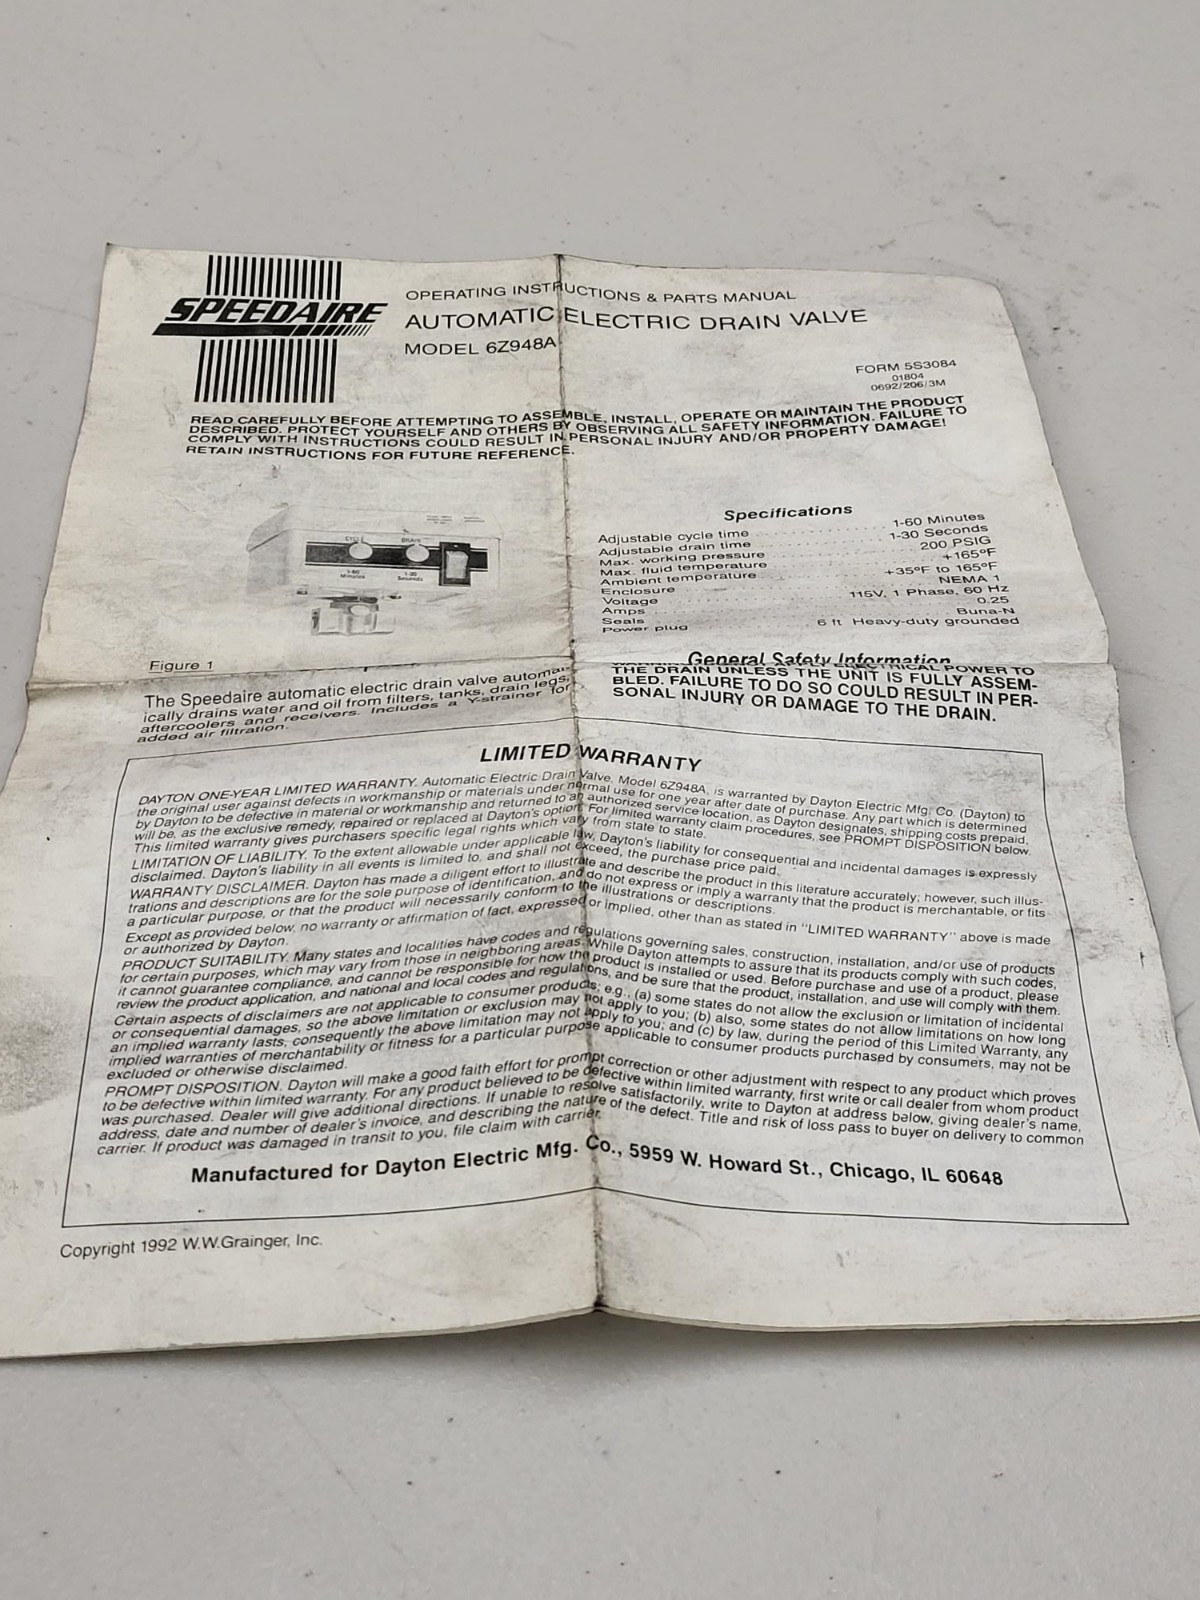 SPEEDAIRE
OPERATING INSTRUCTIONS & PARTS MANUAL
AUTOMATIC ELECTRIC DRAIN VALVE
MODEL 6Z948A
FORM 5S3084
01804
0692/206/3M
READ CAREFULLY BEFORE ATTEMPTING TO ASSEMBLE, INSTALL, OPERATE OR MAINTAIN THE PRODUCT
DESCRIBED. PROTECT YOURSELF AND OTHERS BY OBSERVING ALL SAFETY INFORMATION. FAILURE TO
COMPLY WITH INSTRUCTIONS COULD RESULT IN PERSONAL INJURY AND/OR PROPERTY DAMAGE!
RETAIN INSTRUCTIONS FOR FUTURE REFERENCE.
CYCLE DRAIN
1-60 Minutes
1-30 Seconds
Figure 1
The Speedaire automatic electric drain valve automat-
ically drains water and oil from filters, tanks, drain legs,
aftercoolers and receivers. Includes a Y-strainer for
added air filtration.
Specifications
Adjustable cycle time 1-60 Minutes
Adjustable drain time 1-30 Seconds
Max. working pressure 200 PSIG
Max. fluid temperature +165°F
Ambient temperature +35°F to 165°F
Enclosure NEMA 1
Voltage 115V, 1 Phase, 60 Hz
Amps 0.25
Seals Buna-N
Power plug 6 ft. Heavy-duty grounded
General Safety Information
ELECTRICAL POWER TO
THE DRAIN UNLESS THE UNIT IS FULLY ASSEM-
BLED. FAILURE TO DO SO COULD RESULT IN PER-
SONAL INJURY OR DAMAGE TO THE DRAIN.
LIMITED WARRANTY
DAYTON ONE-YEAR LIMITED WARRANTY. Automatic Electric Drain Valve, Model 6Z948A, is warranted by Dayton Electric Mfg. Co. (Dayton) to
the original user against defects in workmanship or materials under normal use for one year after date of purchase. Any part which is determined
by Dayton to be defective in material or workmanship and returned to an authorized service location, as Dayton designates, shipping costs prepaid,
will be, as the exclusive remedy, repaired or replaced at Dayton's option. For limited warranty claim procedures, see PROMPT DISPOSITION below.
This limited warranty gives purchasers specific legal rights which vary from state to state.
LIMITATION OF LIABILITY. To the extent allowable under applicable law, Dayton's liability for consequential and incidental damages is expressly
disclaimed. Dayton's liability in all events is limited to, and shall not exceed, the purchase price paid.
WARRANTY DISCLAIMER. Dayton has made a diligent effort to illustrate and describe the product in this literature accurately; however, such illus-
trations and descriptions are for the sole purpose of identification, and do not express or imply a warranty that the product is merchantable, or fits
a particular purpose, or that the product will necessarily conform to the illustrations or descriptions.
Except as provided below, no warranty or affirmation of fact, expressed or implied, other than as stated in "LIMITED WARRANTY" above is made
or authorized by Dayton.
PRODUCT SUITABILITY. Many states and localities have codes and regulations governing sales, construction, installation, and/or use of products
for certain purposes, which may vary from those in neighboring areas. While Dayton attempts to assure that its products comply with such codes,
it cannot guarantee compliance, and cannot be responsible for how the product is installed or used. Before purchase and use of a product, please
review the product application, and national and local codes and regulations, and be sure that the product, installation, and use will comply with them.
Certain aspects of disclaimers are not applicable to consumer products; e.g., (a) some states do not allow the exclusion or limitation of incidental
or consequential damages, so the above limitation or exclusion may not apply to you; (b) also, some states do not allow limitations on how long
an implied warranty lasts, consequently the above limitation may not apply to you; and (c) by law, during the period of this Limited Warranty, any
implied warranties of merchantability or fitness for a particular purpose applicable to consumer products purchased by consumers, may not be
excluded or otherwise disclaimed.
PROMPT DISPOSITION. Dayton will make a good faith effort for prompt correction or other adjustment with respect to any product which proves
to be defective within limited warranty. For any product believed to be defective within limited warranty, first write or call dealer from whom product
was purchased. Dealer will give additional directions. If unable to resolve satisfactorily, write to Dayton at address below, giving dealer's name,
address, date and number of dealer's invoice, and describing the nature of the defect. Title and risk of loss pass to buyer on delivery to common
carrier. If product was damaged in transit to you, file claim with carrier.
Manufactured for Dayton Electric Mfg. Co., 5959 W. Howard St., Chicago, IL 60648
Copyright 1992 W.W.Grainger, Inc.